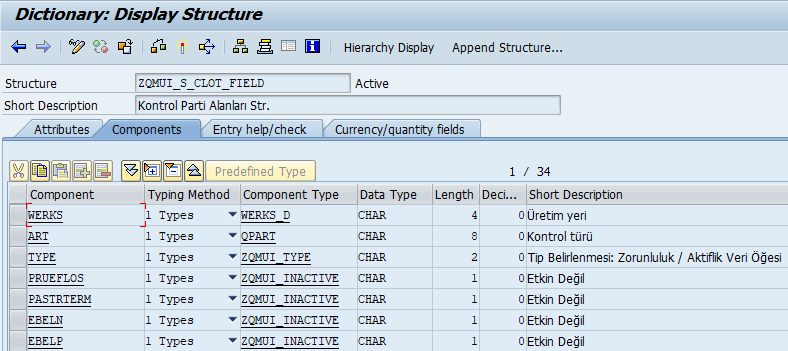 Dictionary: Display Structure
Hierarchy Display Append Structure...
Structure ZQMUI_S_CLOT_FIELD Active
Short Description Kontrol Parti Alanları Str.
Attributes Components Entry help/check Currency/quantity fields
Predefined Type 1 / 34
Component Typing Method Component Type Data Type Length Deci... Short Description
WERKS 1 Types WERKS_D CHAR 4 0 Üretim yeri
ART 1 Types QPART CHAR 8 0 Kontrol türü
TYPE 1 Types ZQMUI_TYPE CHAR 2 0 Tip Belirlenmesi: Zorunluluk / Aktiflik Veri Öğesi
PRUEFLOS 1 Types ZQMUI_INACTIVE CHAR 1 0 Etkin Değil
PASTRTERM 1 Types ZQMUI_INACTIVE CHAR 1 0 Etkin Değil
EBELN 1 Types ZQMUI_INACTIVE CHAR 1 0 Etkin Değil
EBELP 1 Types ZQMUI_INACTIVE CHAR 1 0 Etkin Değil